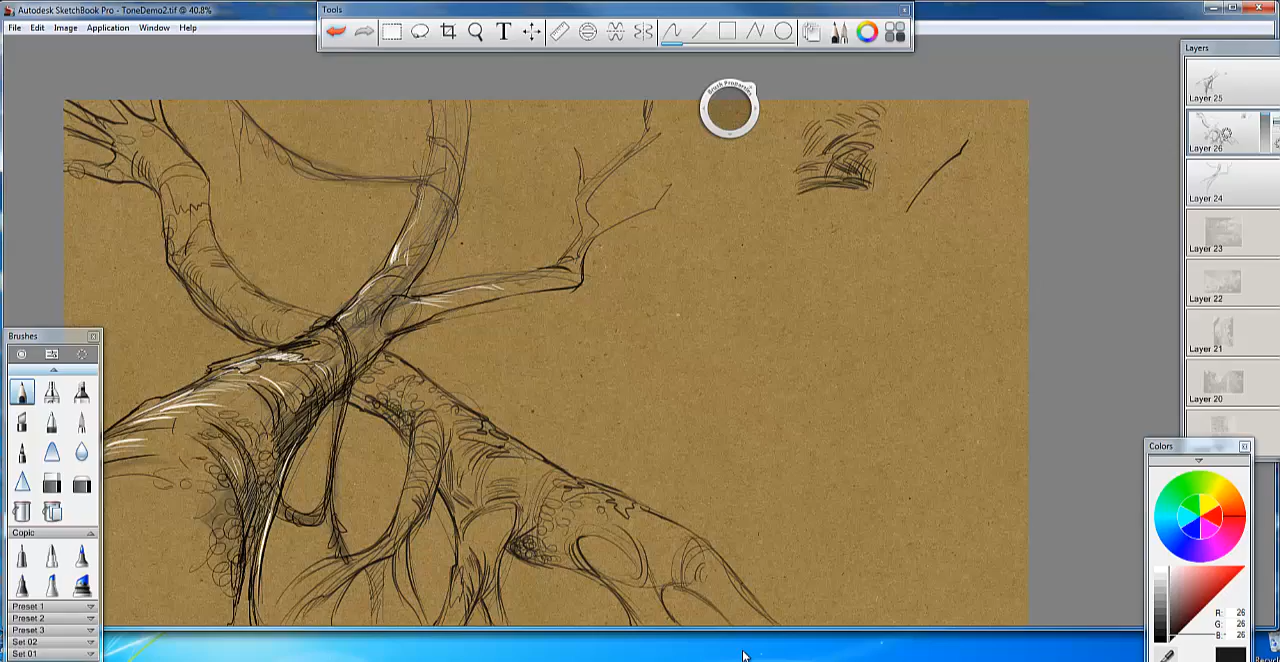 Autodesk SketchBook Pro - ToneDemo2.tif @ 40.8%
File Edit Image Application Window Help
Tools
T
Brush Properties
Layers
Layer 25
Layer 26
Layer 24
Layer 23
Layer 22
Layer 21
Layer 20
Brushes
Copic
Preset 1
Preset 2
Preset 3
Set 02
Set 01
Colors
R: 26
G: 26
B: 26